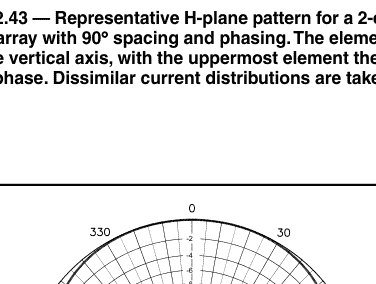 2.43 — Representative H-plane pattern for a 2-
array with 90° spacing and phasing. The eleme
e vertical axis, with the uppermost element the
phase. Dissimilar current distributions are take
0
330
30
-2
-4
-6